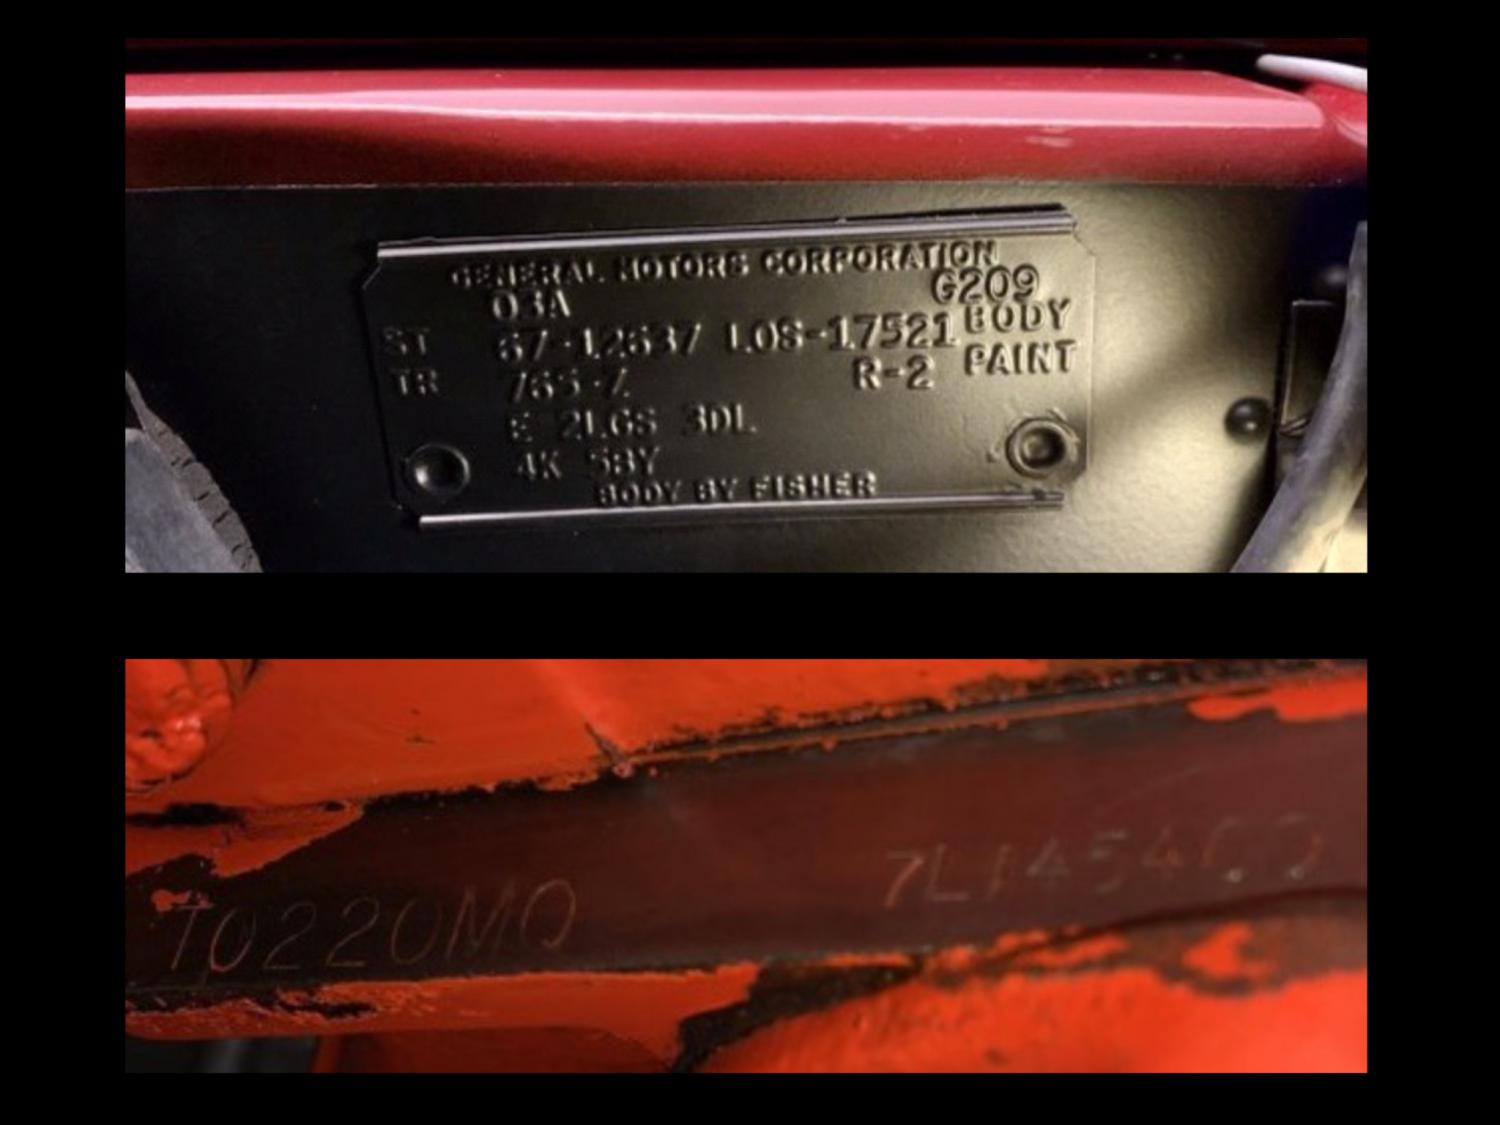 GENERAL MOTORS CORPORATION
03A G209
ST 67-12637 LOS-17521 BODY
TR 765-Z R-2 PAINT
E 2LGS 3DL
4K 5BY
BODY BY FISHER
T0220MO